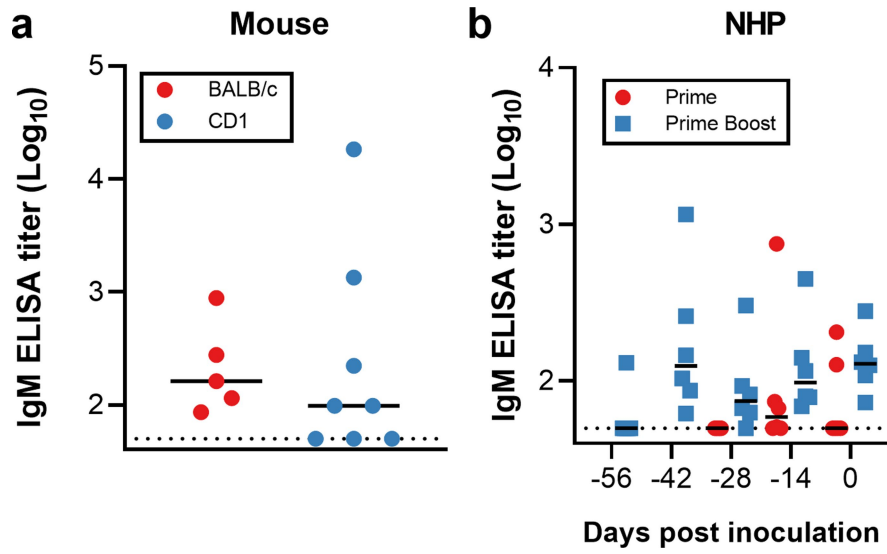 a
Mouse
IgM ELISA titer (Log10)
5
4
3
2
BALB/c
CD1
b
NHP
IgM ELISA titer (Log10)
4
3
2
Prime
Prime Boost
-56 -42 -28 -14 0
Days post inoculation